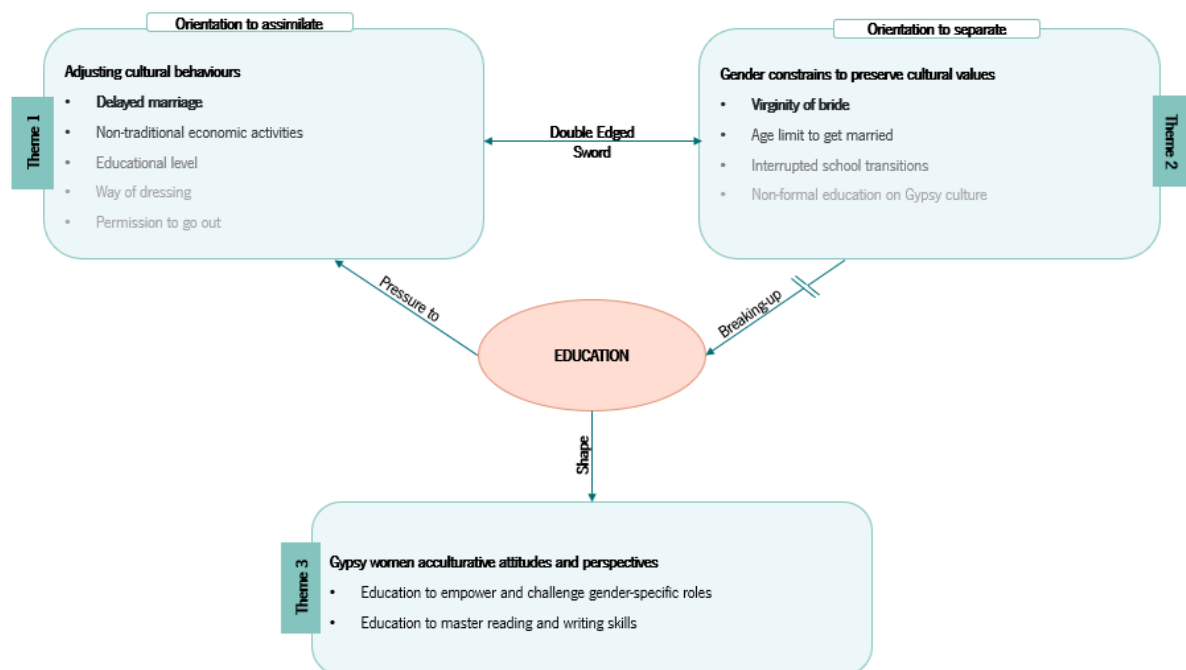 Orientation to assimilate
Theme 1
Adjusting cultural behaviours
• Delayed marriage
• Non-traditional economic activities
• Educational level
• Way of dressing
• Permission to go out
Double Edged
Sword
Orientation to separate
Theme 2
Gender constrains to preserve cultural values
• Virginity of bride
• Age limit to get married
• Interrupted school transitions
• Non-formal education on Gypsy culture
Pressure to
Breaking-up
EDUCATION
Shape
Theme 3
Gypsy women acculturative attitudes and perspectives
• Education to empower and challenge gender-specific roles
• Education to master reading and writing skills